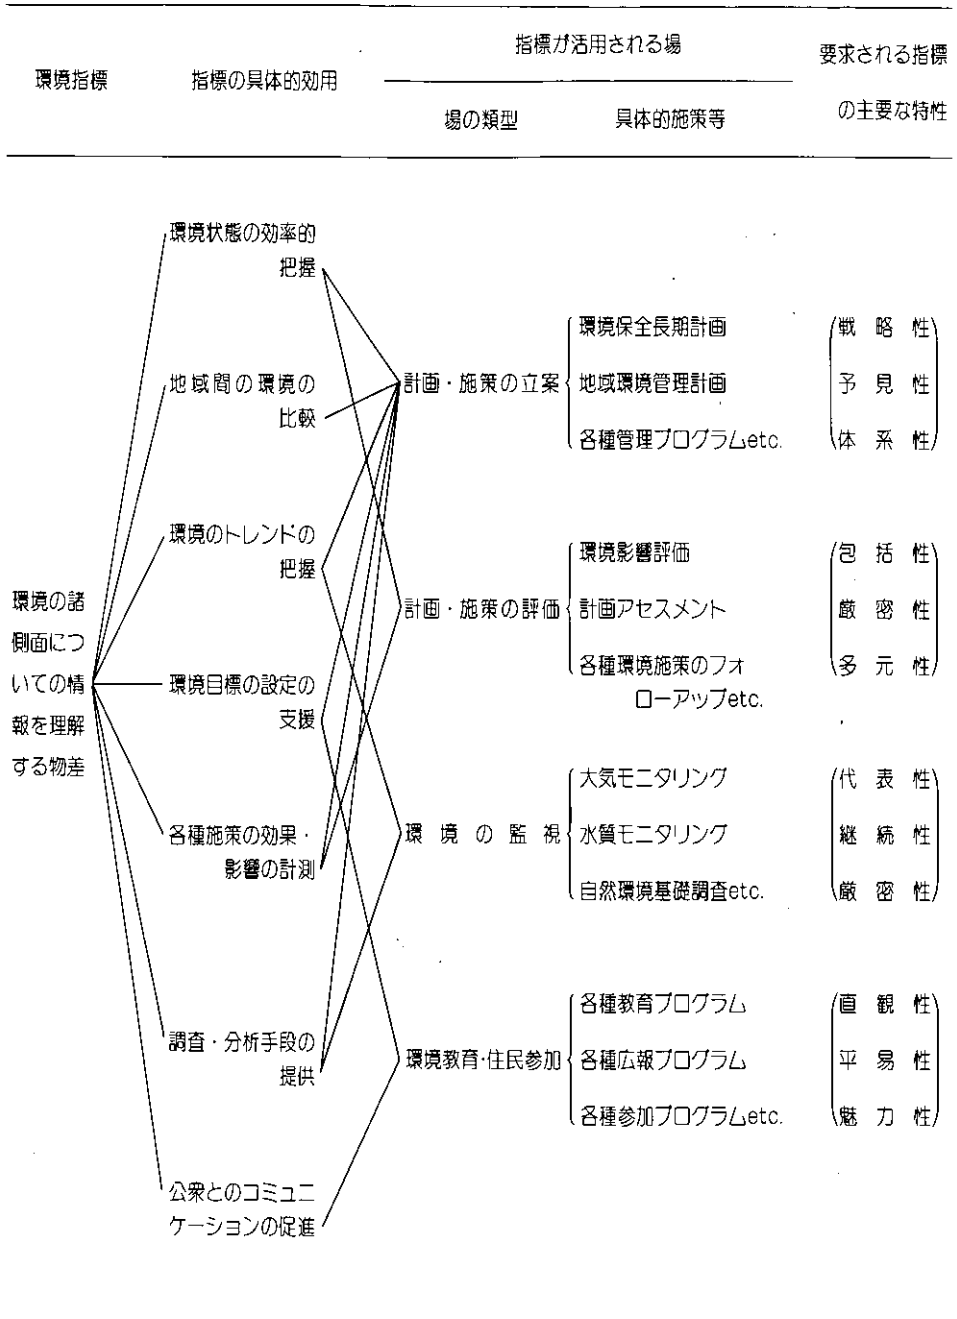 環境指標
指標の具体的効用
指標が活用される場
場の類型
具体的施策等
要求される指標
の主要な特性
環境の諸
側面につ
いての情
報を理解
する物差
環境状態の効率的
把握
地域間の環境の
比較
環境のトレンドの
把握
環境目標の設定の
支援
各種施策の効果・
影響の計測
調査・分析手段の
提供
公衆とのコミュニ
ケーションの促進
計画・施策の立案
環境保全長期計画
地域環境管理計画
各種管理プログラムetc.
戦略性
予見性
体系性
計画・施策の評価
環境影響評価
計画アセスメント
各種環境施策のフォ
ローアップetc.
包括性
厳密性
多元性
環境の監視
大気モニタリング
水質モニタリング
自然環境基礎調査etc.
代表性
継続性
厳密性
環境教育・住民参加
各種教育プログラム
各種広報プログラム
各種参加プログラムetc.
直観性
平易性
魅力性